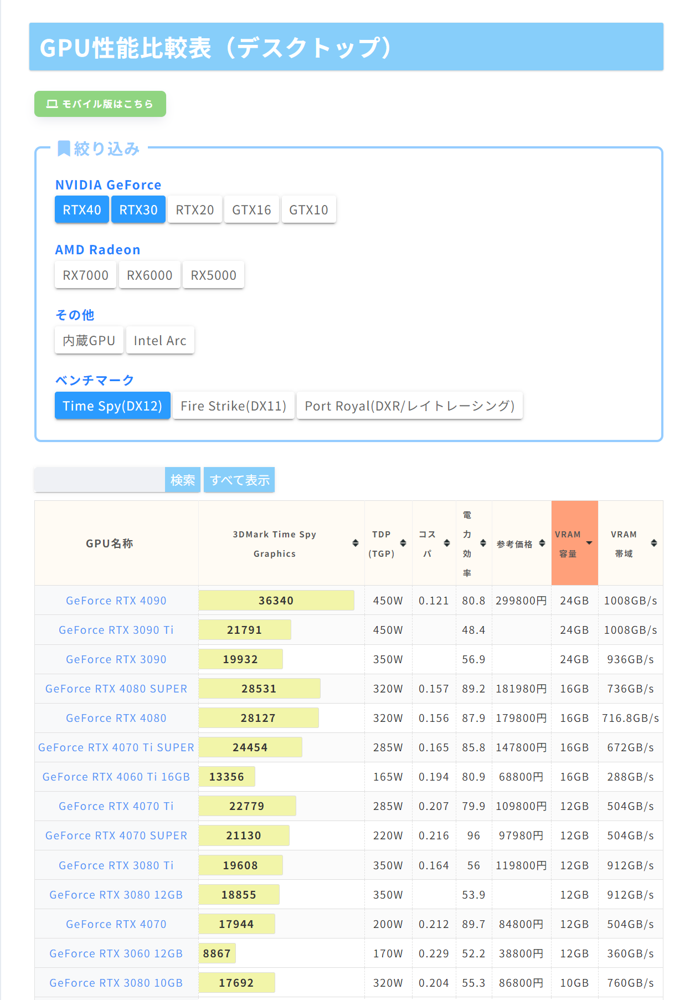 GPU性能比較表（デスクトップ）
モバイル版はこちら
絞り込み
NVIDIA GeForce
RTX40 RTX30 RTX20 GTX16 GTX10
AMD Radeon
RX7000 RX6000 RX5000
その他
内蔵GPU Intel Arc
ベンチマーク
Time Spy(DX12) Fire Strike(DX11) Port Royal(DXR/レイトレーシング)
検索 すべて表示
GPU名称 3DMark Time Spy Graphics TDP (TGP) コスパ 電力効率 参考価格 VRAM 容量 VRAM 帯域
GeForce RTX 4090 36340 450W 0.121 80.8 299800円 24GB 1008GB/s
GeForce RTX 3090 Ti 21791 450W 48.4 24GB 1008GB/s
GeForce RTX 3090 19932 350W 56.9 24GB 936GB/s
GeForce RTX 4080 SUPER 28531 320W 0.157 89.2 181980円 16GB 736GB/s
GeForce RTX 4080 28127 320W 0.156 87.9 179800円 16GB 716.8GB/s
GeForce RTX 4070 Ti SUPER 24454 285W 0.165 85.8 147800円 16GB 672GB/s
GeForce RTX 4060 Ti 16GB 13356 165W 0.194 80.9 68800円 16GB 288GB/s
GeForce RTX 4070 Ti 22779 285W 0.207 79.9 109800円 12GB 504GB/s
GeForce RTX 4070 SUPER 21130 220W 0.216 96 97980円 12GB 504GB/s
GeForce RTX 3080 Ti 19608 350W 0.164 56 119800円 12GB 912GB/s
GeForce RTX 3080 12GB 18855 350W 53.9 12GB 912GB/s
GeForce RTX 4070 17944 200W 0.212 89.7 84800円 12GB 504GB/s
GeForce RTX 3060 12GB 8867 170W 0.229 52.2 38800円 12GB 360GB/s
GeForce RTX 3080 10GB 17692 320W 0.204 55.3 86800円 10GB 760GB/s